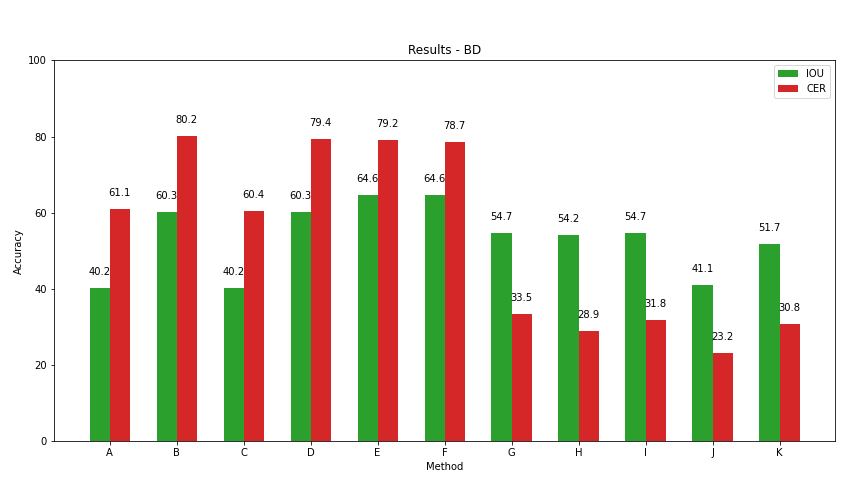 Results - BD
100
80
60
40
20
0
Accuracy
IOU
CER
40.2 61.1
60.3 80.2
40.2 60.4
60.3 79.4
64.6 79.2
64.6 78.7
54.7 33.5
54.2 28.9
54.7 31.8
41.1 23.2
51.7 30.8
A B C D E F G H I J K
Method